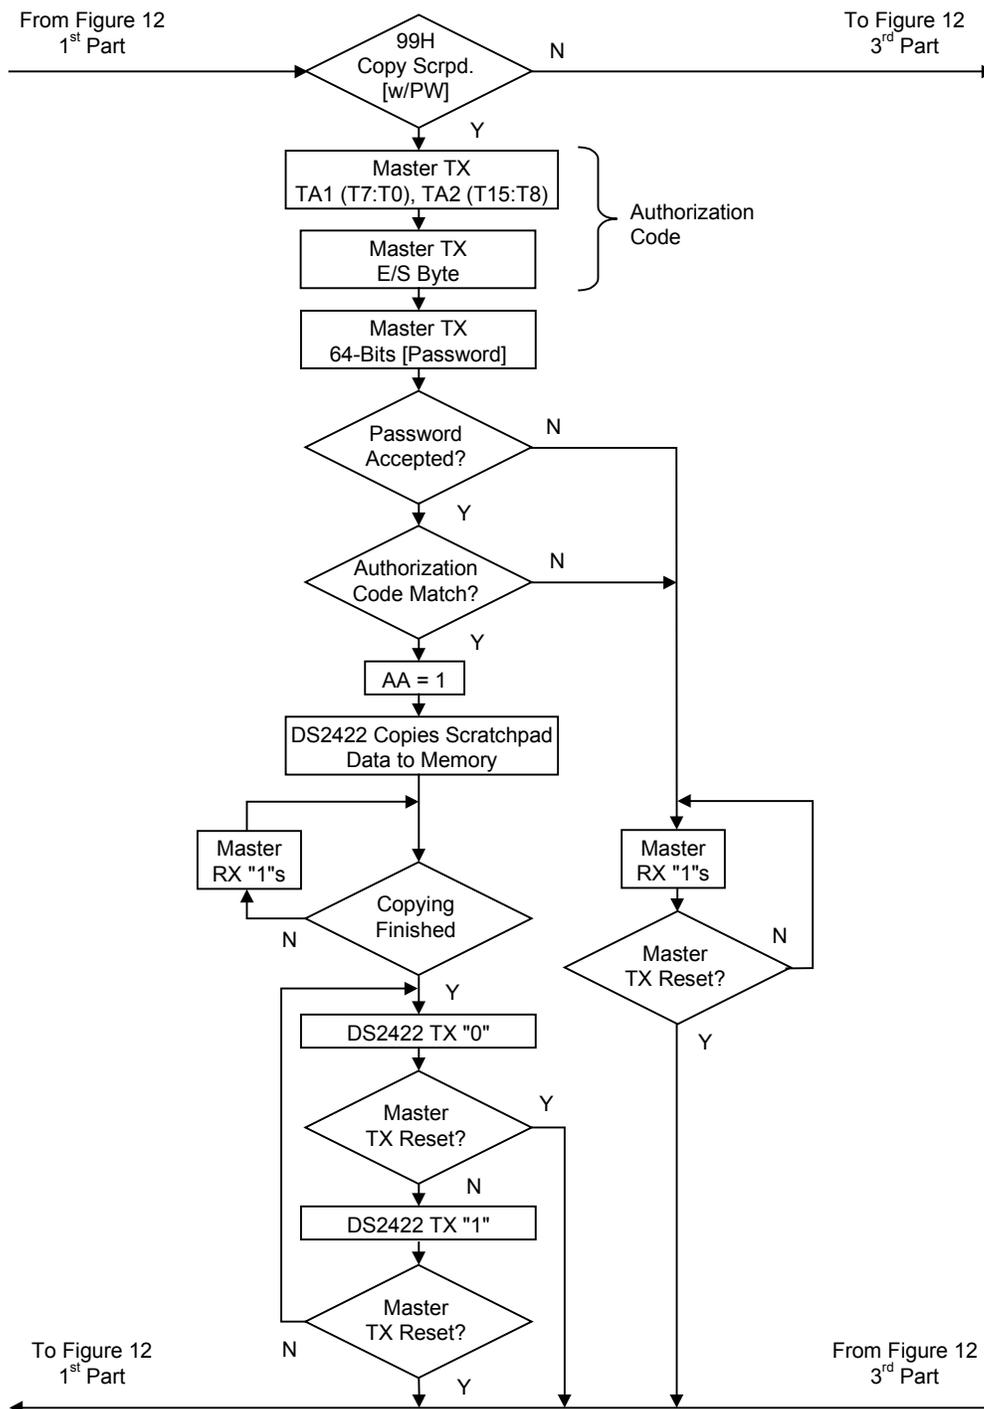 From Figure 12
1st Part
To Figure 12
3rd Part
99H
Copy Scrpd.
[w/PW]
N
Y
Master TX
TA1 (T7:T0), TA2 (T15:T8)
Authorization
Code
Master TX
E/S Byte
Master TX
64-Bits [Password]
Password
Accepted?
N
Y
Authorization
Code Match?
N
Y
AA = 1
DS2422 Copies Scratchpad
Data to Memory
Master
RX "1"s
Master
RX "1"s
Copying
Finished
N
Y
Master
TX Reset?
N
Y
DS2422 TX "0"
Master
TX Reset?
Y
N
DS2422 TX "1"
Master
TX Reset?
N
Y
To Figure 12
1st Part
From Figure 12
3rd Part